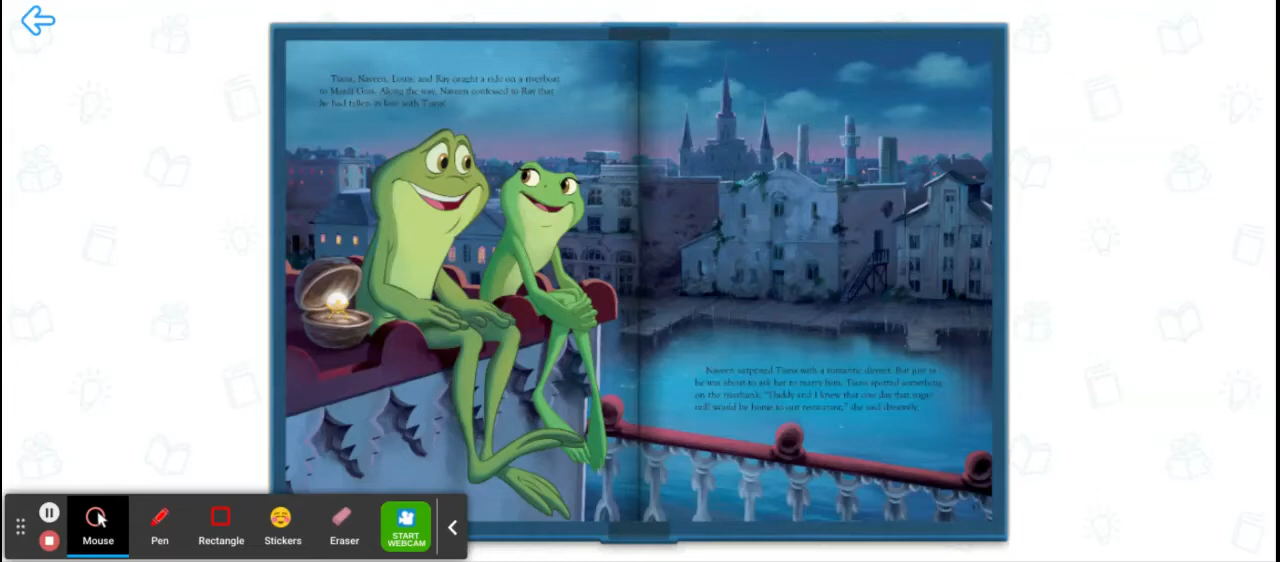 Tiana, Naveen, Louis, and Ray caught a ride on a riverboat
to Mardi Gras. Along the way, Naveen confessed to Ray that
he had fallen in love with Tiana!
Naveen surprised Tiana with a romantic dinner. But just as
he was about to ask her to marry him, Tiana spotted something
on the riverbank. "Daddy and I knew that one day that sugar
mill would be home to our restaurant," she said dreamily.
Mouse
Pen
Rectangle
Stickers
Eraser
START
WEBCAM